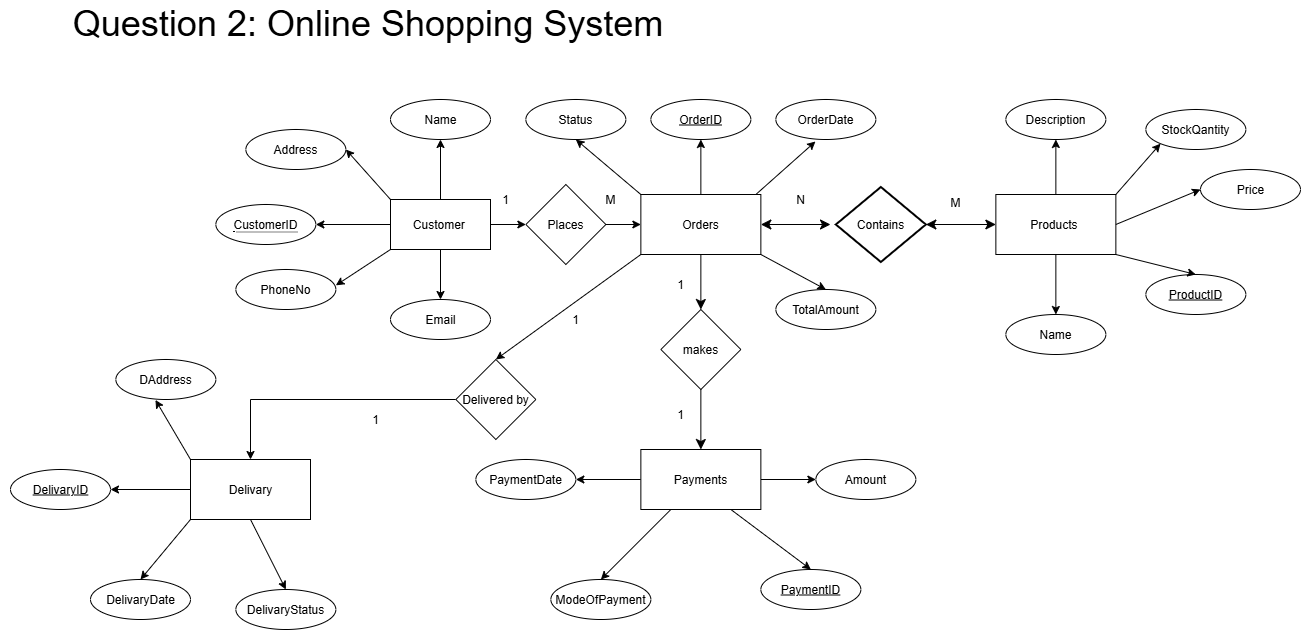 Question 2: Online Shopping System
Name
Status
OrderID
OrderDate
Description
StockQantity
Address
Price
1
M
N
M
CustomerID
Customer
Places
Orders
Contains
Products
PhoneNo
Email
1
TotalAmount
ProductID
Name
1
makes
DAddress
Delivered by
1
1
DelivaryID
Delivary
PaymentDate
Payments
Amount
DelivaryDate
DelivaryStatus
ModeOfPayment
PaymentID